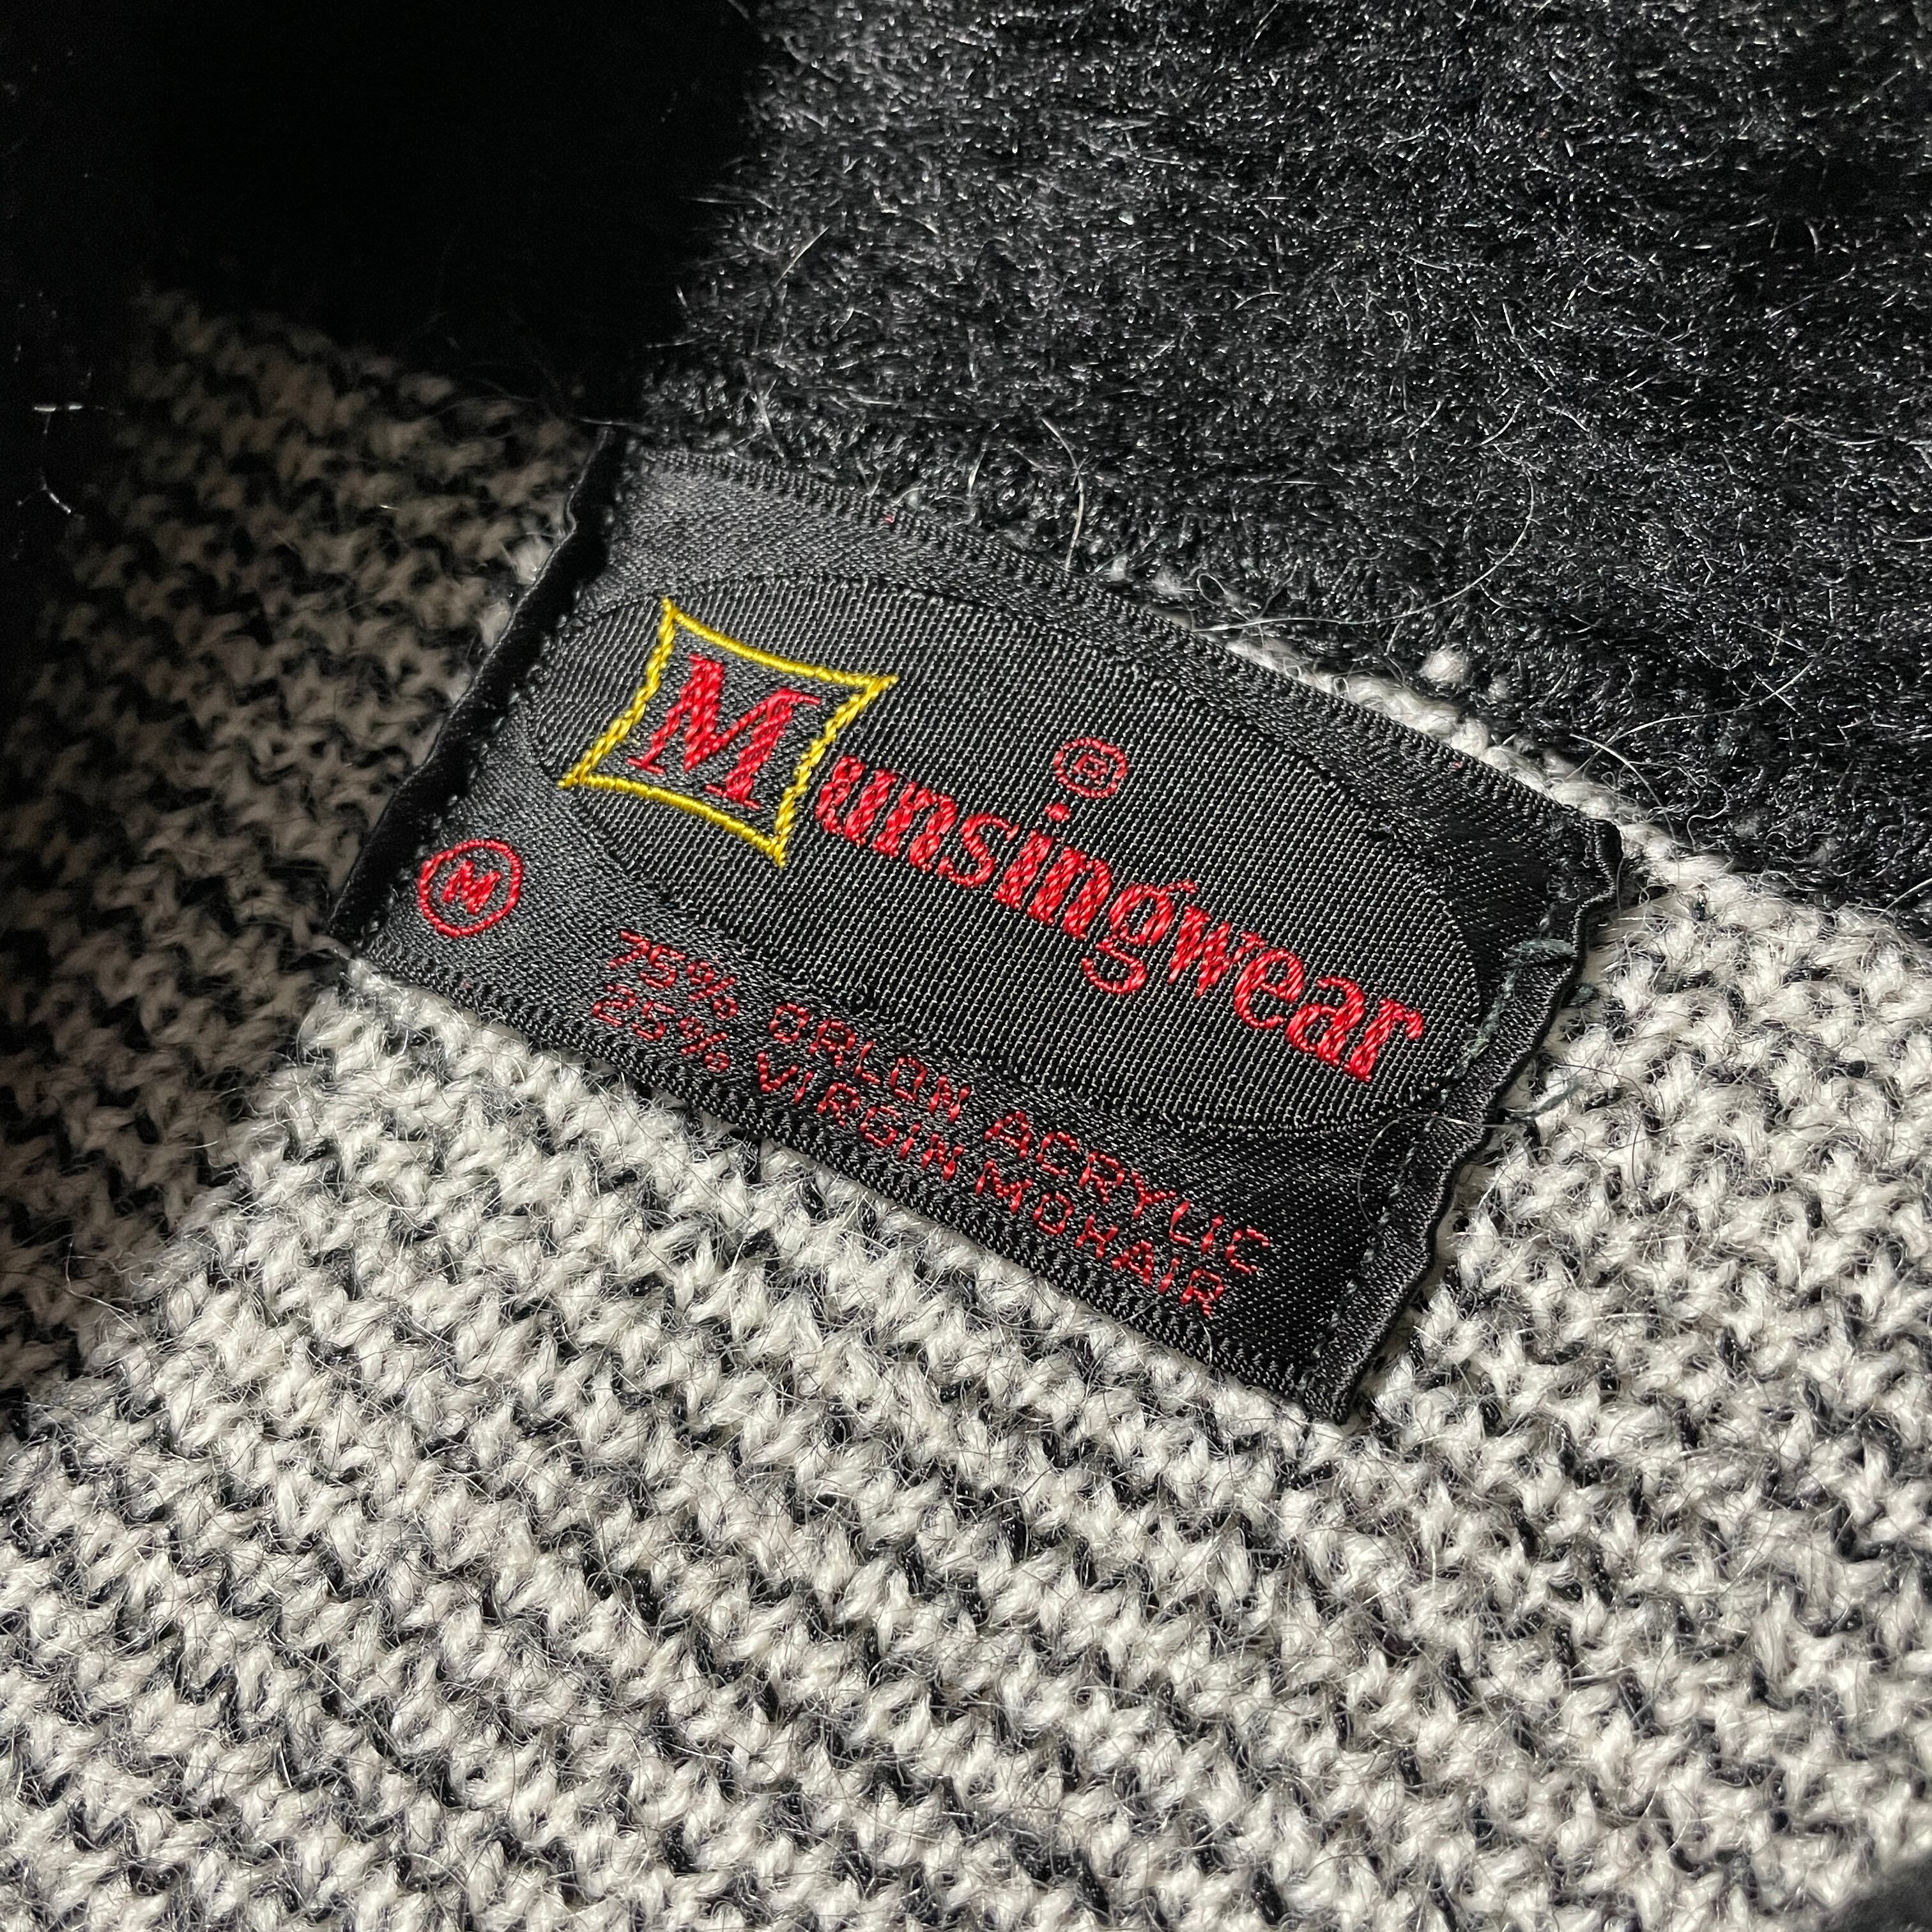 Munsingwear®
M
75% ORLON ACRYLIC
25% VIRGIN MOHAIR